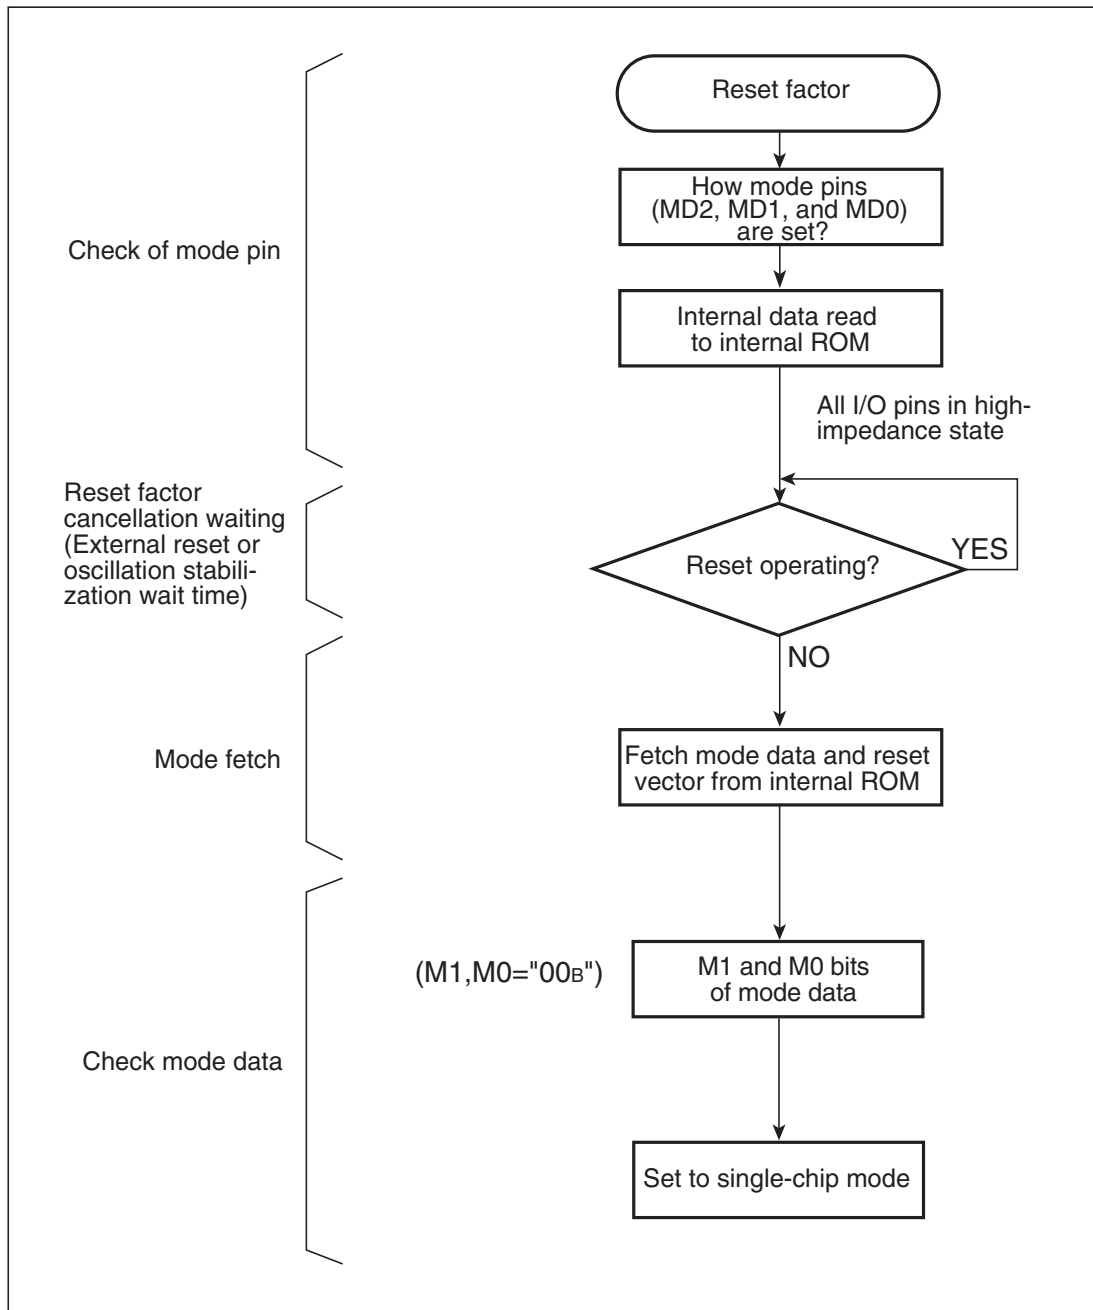 Reset factor
How mode pins
(MD2, MD1, and MD0)
are set?
Check of mode pin
Internal data read
to internal ROM
All I/O pins in high-
impedance state
Reset factor
cancellation waiting
(External reset or
oscillation stabili-
zation wait time)
Reset operating?
YES
NO
Mode fetch
Fetch mode data and reset
vector from internal ROM
(M1,M0="00B")
M1 and M0 bits
of mode data
Check mode data
Set to single-chip mode